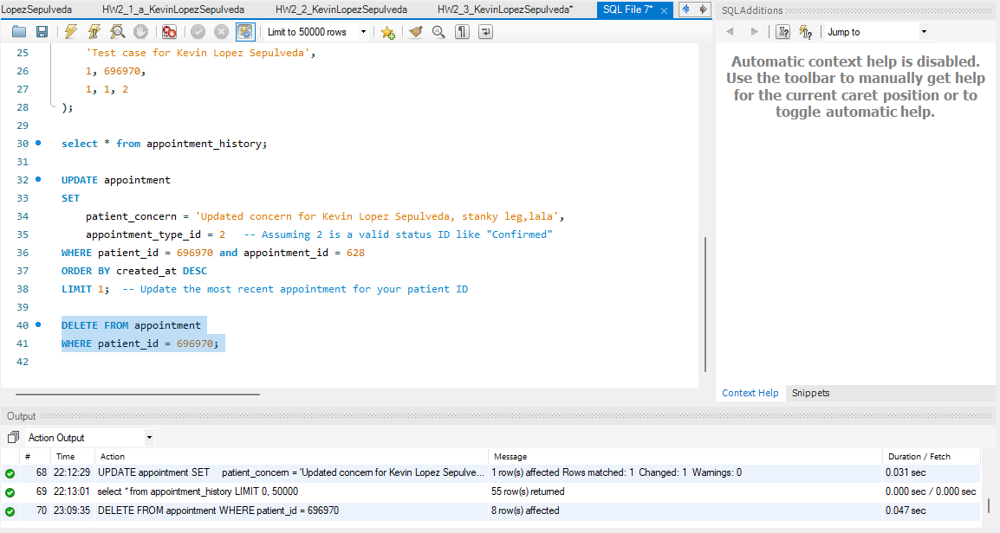 LopezSepulveda HW2_1_a_KevinLopezSepulveda HW2_2_KevinLopezSepulveda HW2_3_KevinLopezSepulveda* SQL File 7*
SQLAdditions
Limit to 50000 rows
Jump to
25 'Test case for Kevin Lopez Sepulveda',
26 1, 696970,
27 1, 1, 2
28 );
29
30 select * from appointment_history;
31
32 UPDATE appointment
33 SET
34 patient_concern = 'Updated concern for Kevin Lopez Sepulveda, stanky leg,lala',
35 appointment_type_id = 2 -- Assuming 2 is a valid status ID like "Confirmed"
36 WHERE patient_id = 696970 and appointment_id = 628
37 ORDER BY created_at DESC
38 LIMIT 1; -- Update the most recent appointment for your patient ID
39
40 DELETE FROM appointment
41 WHERE patient_id = 696970;
42
Automatic context help is disabled.
Use the toolbar to manually get help
for the current caret position or to
toggle automatic help.
Context Help Snippets
Output
Action Output
# Time Action Message Duration / Fetch
68 22:12:29 UPDATE appointment SET patient_concern = 'Updated concern for Kevin Lopez Sepulve... 1 row(s) affected Rows matched: 1 Changed: 1 Warnings: 0 0.031 sec
69 22:13:01 select * from appointment_history LIMIT 0, 50000 55 row(s) returned 0.000 sec / 0.000 sec
70 23:09:35 DELETE FROM appointment WHERE patient_id = 696970 8 row(s) affected 0.047 sec